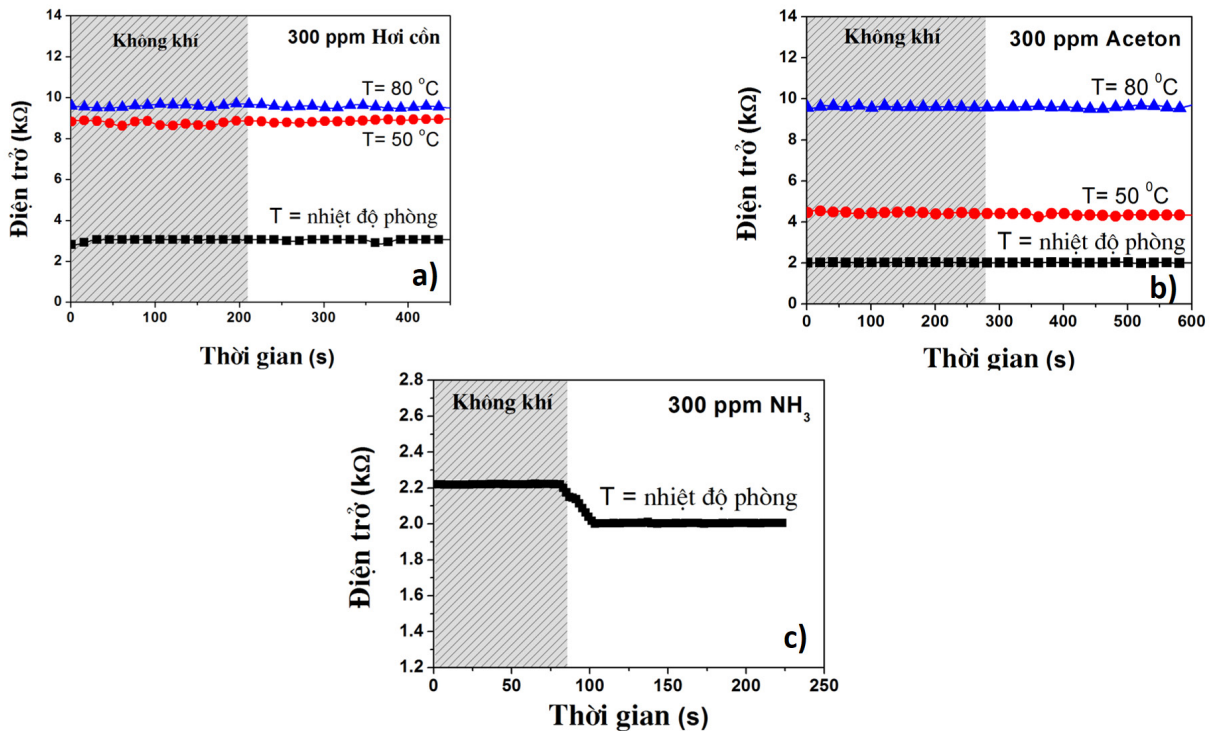 Không khí
300 ppm Hơi cồn
T= 80 °C
T= 50 °C
T = nhiệt độ phòng
a)
Điện trở (kΩ)
0
2
4
6
8
10
12
14
0
100
200
300
400
Thời gian (s)
Không khí
300 ppm Aceton
T= 80 ⁰C
T= 50 ⁰C
T = nhiệt độ phòng
b)
Điện trở (kΩ)
0
2
4
6
8
10
12
14
0
100
200
300
400
500
600
Thời gian (s)
Không khí
300 ppm NH₃
T = nhiệt độ phòng
c)
Điện trở (kΩ)
1.2
1.4
1.6
1.8
2.0
2.2
2.4
2.6
2.8
0
50
100
150
200
250
Thời gian (s)